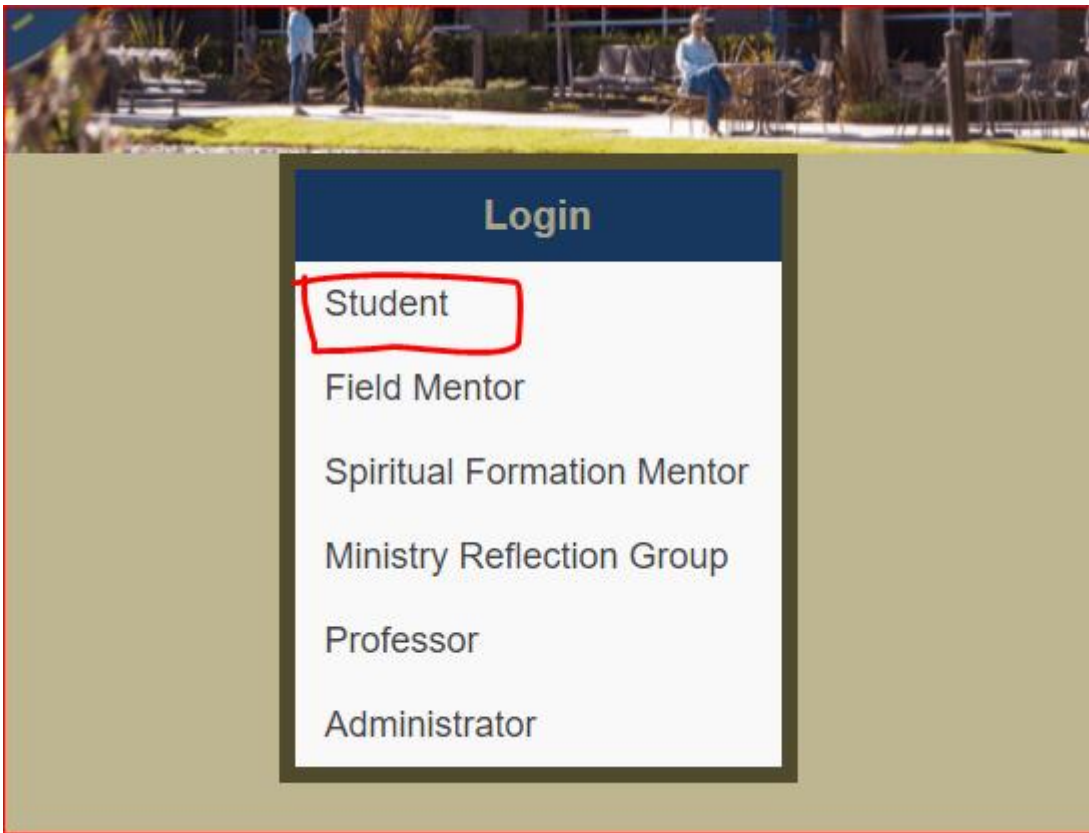 Login
Student
Field Mentor
Spiritual Formation Mentor
Ministry Reflection Group
Professor
Administrator